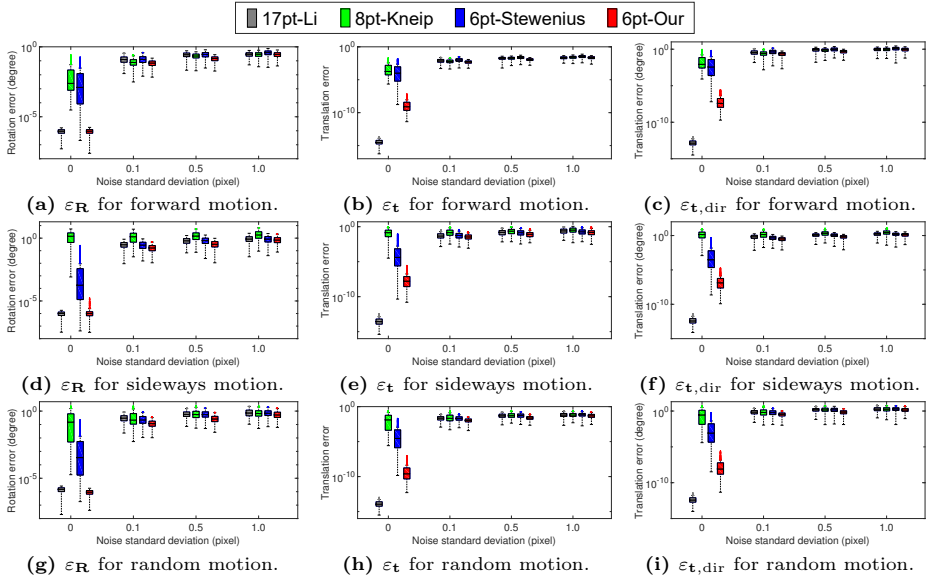 17pt-Li 8pt-Kneip 6pt-Stewenius 6pt-Our
Rotation error (degree)
10^0
10^-5
0 0.1 0.5 1.0
Noise standard deviation (pixel)
(a) ε_R for forward motion.
Translation error
10^0
10^-10
0 0.1 0.5 1.0
Noise standard deviation (pixel)
(b) ε_t for forward motion.
Translation error (degree)
10^0
10^-10
0 0.1 0.5 1.0
Noise standard deviation (pixel)
(c) ε_t,dir for forward motion.
Rotation error (degree)
10^0
10^-5
0 0.1 0.5 1.0
Noise standard deviation (pixel)
(d) ε_R for sideways motion.
Translation error
10^0
10^-10
0 0.1 0.5 1.0
Noise standard deviation (pixel)
(e) ε_t for sideways motion.
Translation error (degree)
10^0
10^-10
0 0.1 0.5 1.0
Noise standard deviation (pixel)
(f) ε_t,dir for sideways motion.
Rotation error (degree)
10^0
10^-5
0 0.1 0.5 1.0
Noise standard deviation (pixel)
(g) ε_R for random motion.
Translation error
10^0
10^-10
0 0.1 0.5 1.0
Noise standard deviation (pixel)
(h) ε_t for random motion.
Translation error (degree)
10^0
10^-10
0 0.1 0.5 1.0
Noise standard deviation (pixel)
(i) ε_t,dir for random motion.